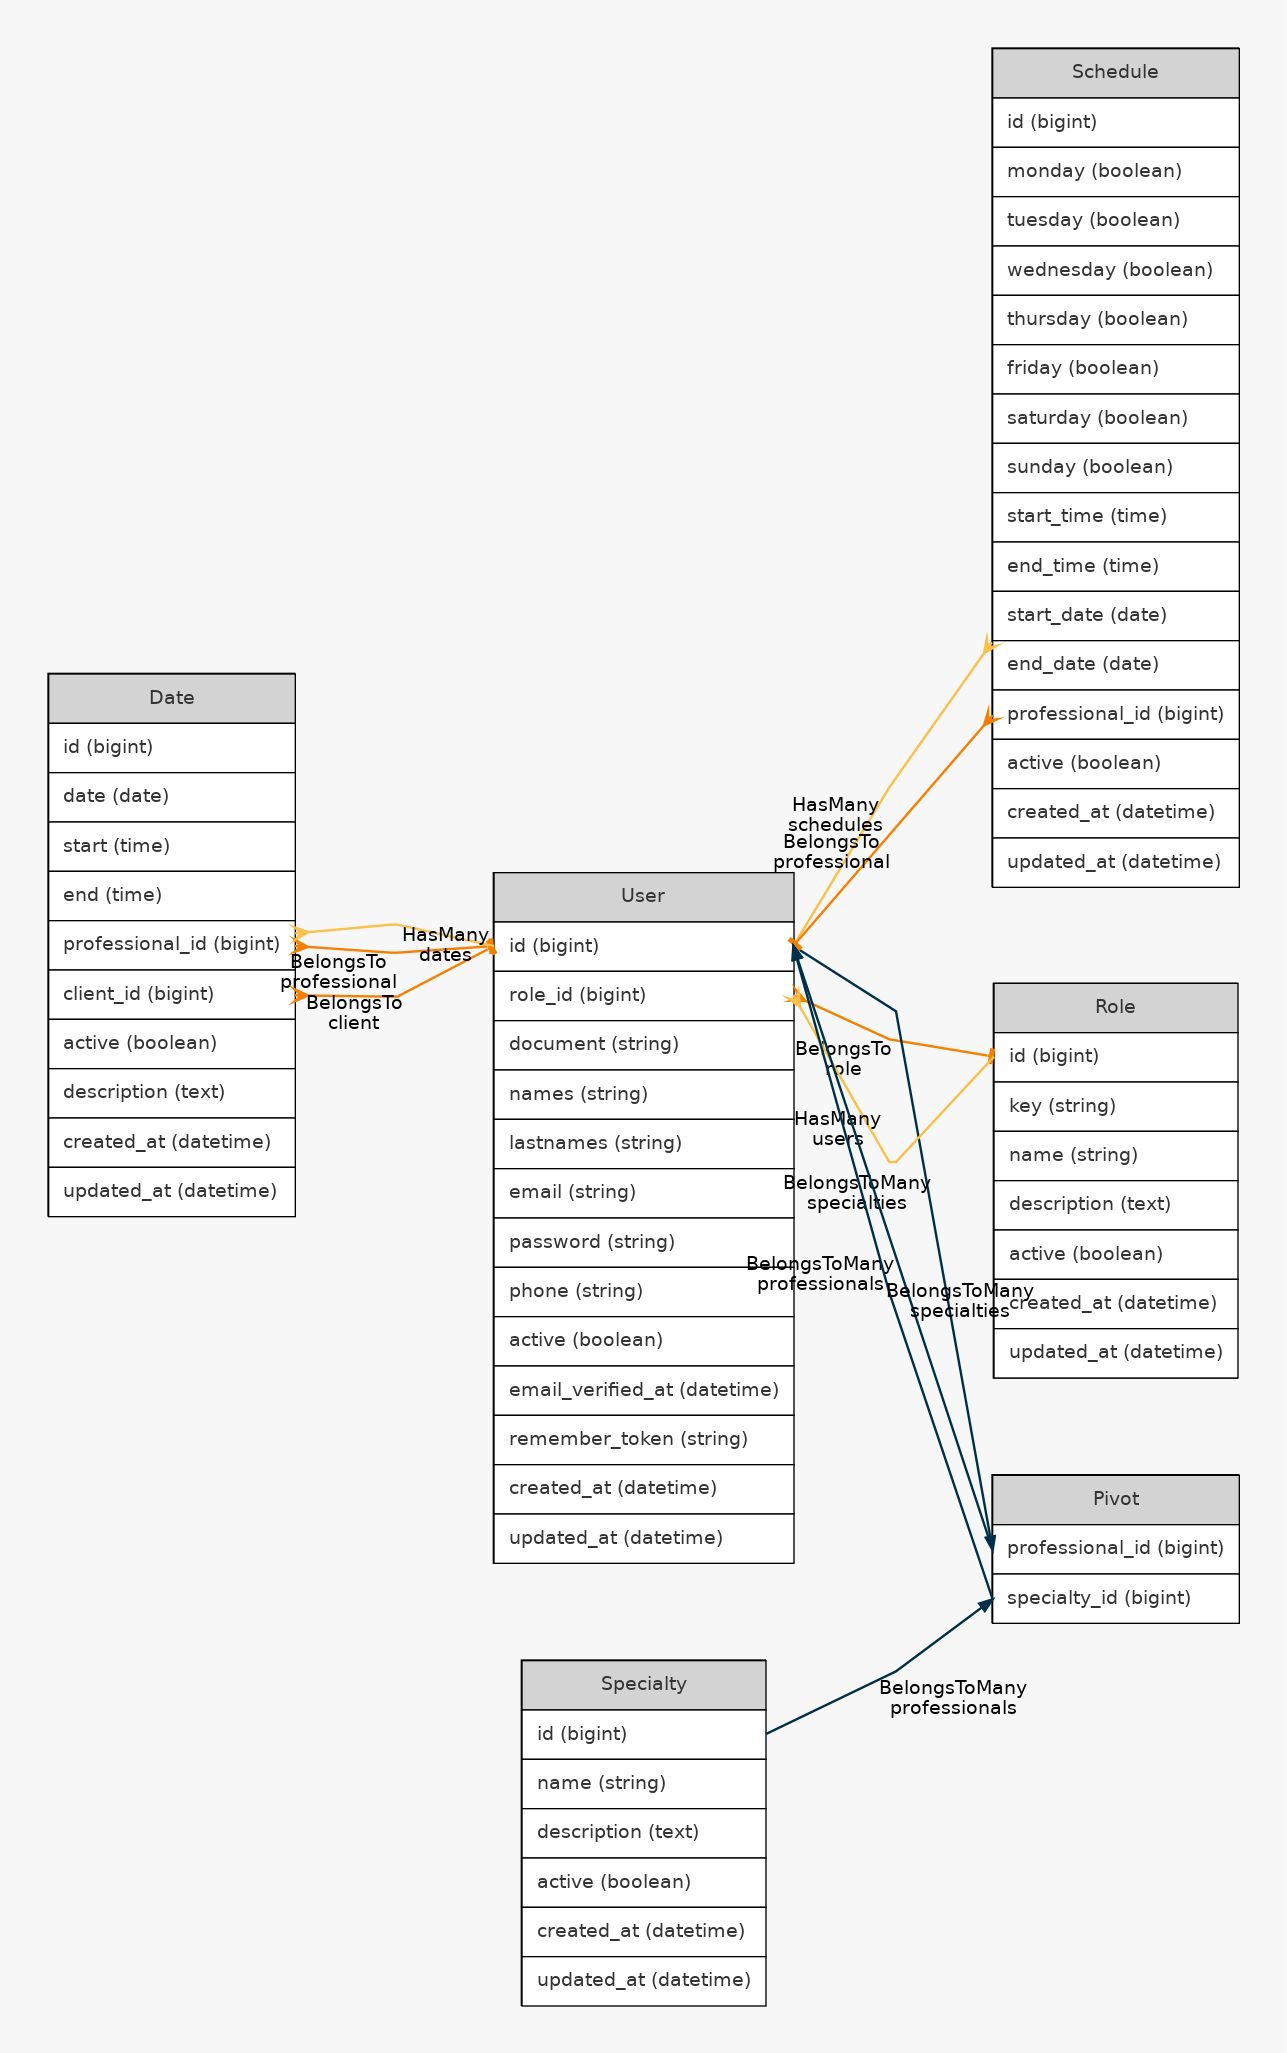 Schedule
id (bigint)
monday (boolean)
tuesday (boolean)
wednesday (boolean)
thursday (boolean)
friday (boolean)
saturday (boolean)
sunday (boolean)
start_time (time)
end_time (time)
start_date (date)
end_date (date)
professional_id (bigint)
active (boolean)
created_at (datetime)
updated_at (datetime)
Date
id (bigint)
date (date)
start (time)
end (time)
professional_id (bigint)
client_id (bigint)
active (boolean)
description (text)
created_at (datetime)
updated_at (datetime)
HasMany
dates
BelongsTo
professional
BelongsTo
client
User
id (bigint)
role_id (bigint)
document (string)
names (string)
lastnames (string)
email (string)
password (string)
phone (string)
active (boolean)
email_verified_at (datetime)
remember_token (string)
created_at (datetime)
updated_at (datetime)
HasMany
schedules
BelongsTo
professional
BelongsTo
role
HasMany
users
BelongsToMany
specialties
BelongsToMany
professionals
BelongsToMany
specialties
Role
id (bigint)
key (string)
name (string)
description (text)
active (boolean)
created_at (datetime)
updated_at (datetime)
Pivot
professional_id (bigint)
specialty_id (bigint)
BelongsToMany
professionals
Specialty
id (bigint)
name (string)
description (text)
active (boolean)
created_at (datetime)
updated_at (datetime)